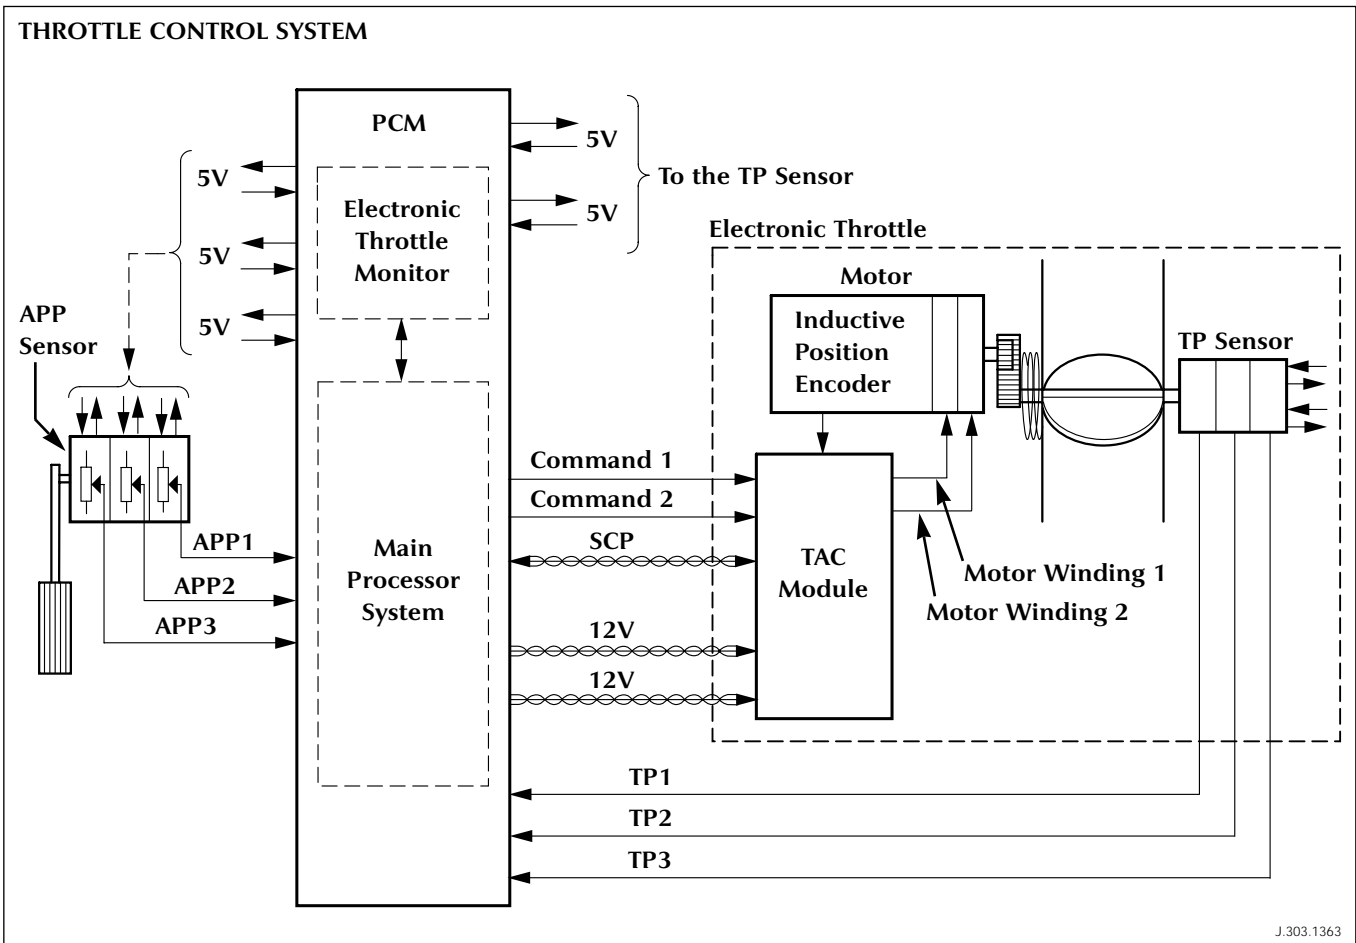 THROTTLE CONTROL SYSTEM
PCM
5V
5V
To the TP Sensor
5V
5V
5V
Electronic
Throttle
Monitor
APP
Sensor
Electronic Throttle
Motor
Inductive
Position
Encoder
TP Sensor
Command 1
Command 2
SCP
12V
12V
TAC
Module
Motor Winding 1
Motor Winding 2
Main
Processor
System
APP1
APP2
APP3
TP1
TP2
TP3
J.303.1363